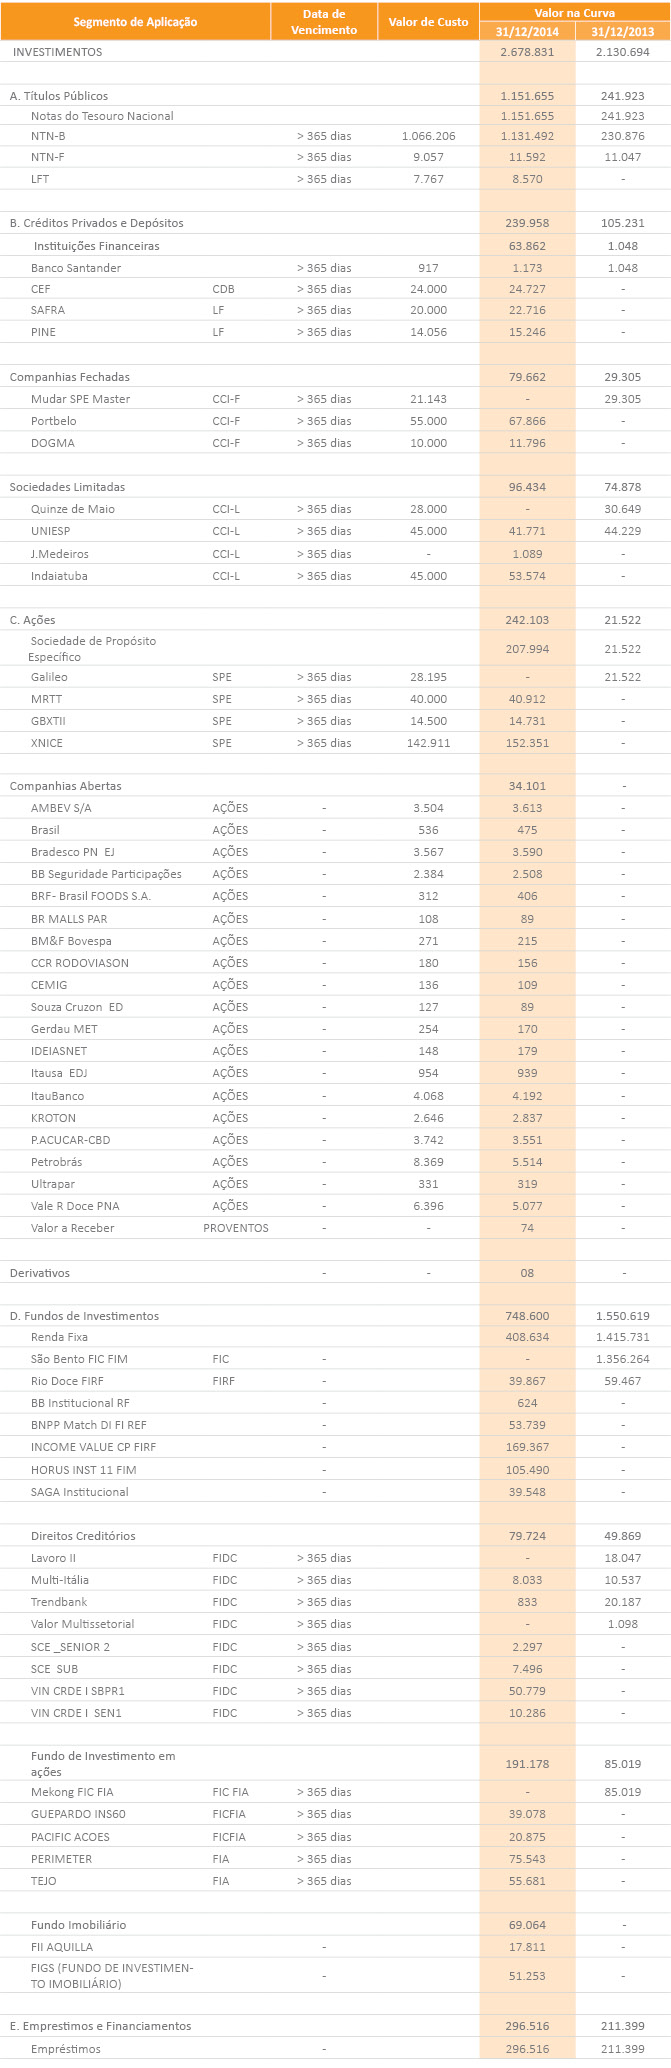 Segmento de Aplicação Data de Vencimento Valor de Custo Valor na Curva
31/12/2014 31/12/2013
INVESTIMENTOS 2.678.831 2.130.694
A. Títulos Públicos 1.151.655 241.923
Notas do Tesouro Nacional 1.151.655 241.923
NTN-B > 365 dias 1.066.206 1.131.492 230.876
NTN-F > 365 dias 9.057 11.592 11.047
LFT > 365 dias 7.767 8.570 -
B. Créditos Privados e Depósitos 239.958 105.231
Instituições Financeiras 63.862 1.048
Banco Santander > 365 dias 917 1.173 1.048
CEF CDB > 365 dias 24.000 24.727 -
SAFRA LF > 365 dias 20.000 22.716 -
PINE LF > 365 dias 14.056 15.246 -
Companhias Fechadas 79.662 29.305
Mudar SPE Master CCI-F > 365 dias 21.143 - 29.305
Portbelo CCI-F > 365 dias 55.000 67.866 -
DOGMA CCI-F > 365 dias 10.000 11.796 -
Sociedades Limitadas 96.434 74.878
Quinze de Maio CCI-L > 365 dias 28.000 - 30.649
UNIESP CCI-L > 365 dias 45.000 41.771 44.229
J.Medeiros CCI-L > 365 dias - 1.089 -
Indaiatuba CCI-L > 365 dias 45.000 53.574 -
C. Ações 242.103 21.522
Sociedade de Propósito
Específico 207.994 21.522
Galileo SPE > 365 dias 28.195 - 21.522
MRTT SPE > 365 dias 40.000 40.912 -
GBXTII SPE > 365 dias 14.500 14.731 -
XNICE SPE > 365 dias 142.911 152.351 -
Companhias Abertas 34.101 -
AMBEV S/A AÇÕES - 3.504 3.613 -
Brasil AÇÕES - 536 475 -
Bradesco PN EJ AÇÕES - 3.567 3.590 -
BB Seguridade Participações AÇÕES - 2.384 2.508 -
BRF- Brasil FOODS S.A. AÇÕES - 312 406 -
BR MALLS PAR AÇÕES - 108 89 -
BM&F Bovespa AÇÕES - 271 215 -
CCR RODOVIASON AÇÕES - 180 156 -
CEMIG AÇÕES - 136 109 -
Souza Cruzon ED AÇÕES - 127 89 -
Gerdau MET AÇÕES - 254 170 -
IDEIASNET AÇÕES - 148 179 -
Itausa EDJ AÇÕES - 954 939 -
ItauBanco AÇÕES - 4.068 4.192 -
KROTON AÇÕES - 2.646 2.837 -
P.ACUCAR-CBD AÇÕES - 3.742 3.551 -
Petrobrás AÇÕES - 8.369 5.514 -
Ultrapar AÇÕES - 331 319 -
Vale R Doce PNA AÇÕES - 6.396 5.077 -
Valor a Receber PROVENTOS - - 74 -
Derivativos - - 08 -
D. Fundos de Investimentos 748.600 1.550.619
Renda Fixa 408.634 1.415.731
São Bento FIC FIM FIC - - 1.356.264
Rio Doce FIRF FIRF - 39.867 59.467
BB Institucional RF - 624 -
BNPP Match DI FI REF - 53.739 -
INCOME VALUE CP FIRF - 169.367 -
HORUS INST 11 FIM - 105.490 -
SAGA Institucional - 39.548 -
Direitos Creditórios 79.724 49.869
Lavoro II FIDC > 365 dias - 18.047
Multi-Itália FIDC > 365 dias 8.033 10.537
Trendbank FIDC > 365 dias 833 20.187
Valor Multissetorial FIDC > 365 dias - 1.098
SCE _SENIOR 2 FIDC > 365 dias 2.297 -
SCE SUB FIDC > 365 dias 7.496 -
VIN CRDE I SBPR1 FIDC > 365 dias 50.779 -
VIN CRDE I SEN1 FIDC > 365 dias 10.286 -
Fundo de Investimento em
ações 191.178 85.019
Mekong FIC FIA FIC FIA > 365 dias - 85.019
GUEPARDO INS60 FICFIA > 365 dias 39.078 -
PACIFIC ACOES FICFIA > 365 dias 20.875 -
PERIMETER FIA > 365 dias 75.543 -
TEJO FIA > 365 dias 55.681 -
Fundo Imobiliário 69.064 -
FII AQUILLA - 17.811 -
FIGS (FUNDO DE INVESTIMEN-
TO IMOBILIÁRIO) - 51.253 -
E. Emprestimos e Financiamentos 296.516 211.399
Empréstimos - 296.516 211.399